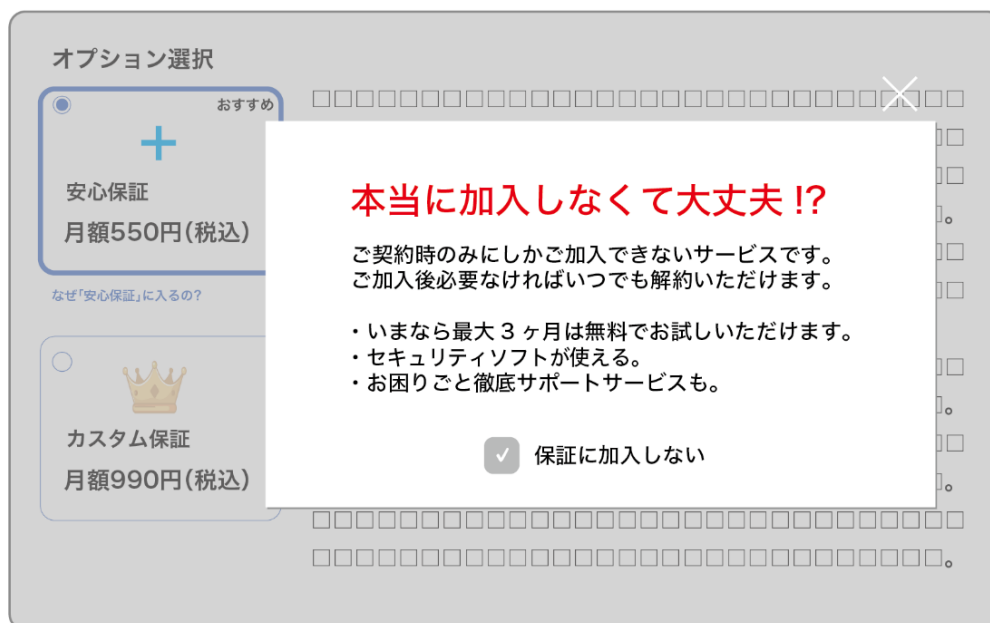 オプション選択
おすすめ
安心保証
月額550円(税込)
なぜ「安心保証」に入るの?
カスタム保証
月額990円(税込)
本当に加入しなくて大丈夫!?
ご契約時のみにしかご加入できないサービスです。
ご加入後必要なければいつでも解約いただけます。
・いまなら最大3ヶ月は無料でお試しいただけます。
・セキュリティソフトが使える。
・お困りごと徹底サポートサービスも。
保証に加入しない